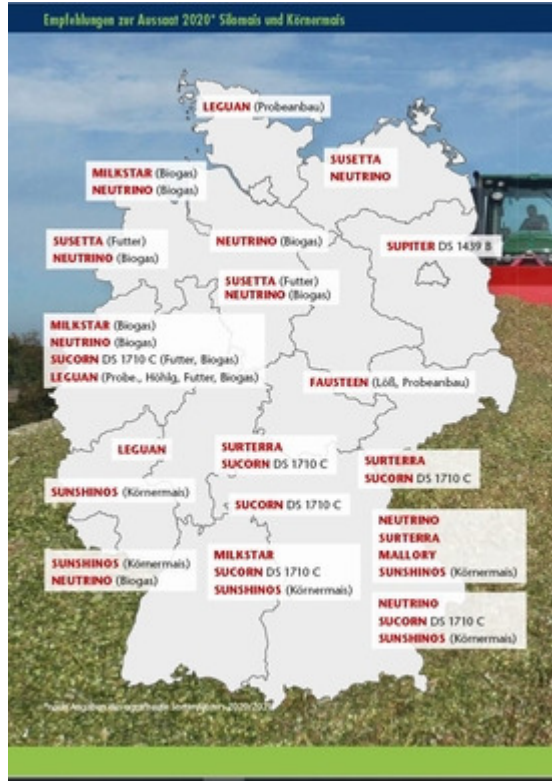 Empfehlungen zur Aussaat 2020* Silomais und Körnermais
LEGUAN (Probeanbau)
SUSETTA
NEUTRINO
MILKSTAR (Biogas)
NEUTRINO (Biogas)
SUSETTA (Futter)
NEUTRINO (Biogas)
NEUTRINO (Biogas)
SUPITER DS 1439 B
SUSETTA (Futter)
NEUTRINO (Biogas)
MILKSTAR (Biogas)
NEUTRINO (Biogas)
SUCORN DS 1710 C (Futter, Biogas)
LEGUAN (Probe., Höhlg, Futter, Biogas)
FAUSTEEN (Löß, Probeanbau)
LEGUAN
SURTERRA
SUCORN DS 1710 C
SURTERRA
SUCORN DS 1710 C
SUNSHINOS (Körnermais)
SUCORN DS 1710 C
NEUTRINO
SURTERRA
MALLORY
SUNSHINOS (Körnermais)
SUNSHINOS (Körnermais)
NEUTRINO (Biogas)
MILKSTAR
SUCORN DS 1710 C
SUNSHINOS (Körnermais)
NEUTRINO
SUCORN DS 1710 C
SUNSHINOS (Körnermais)